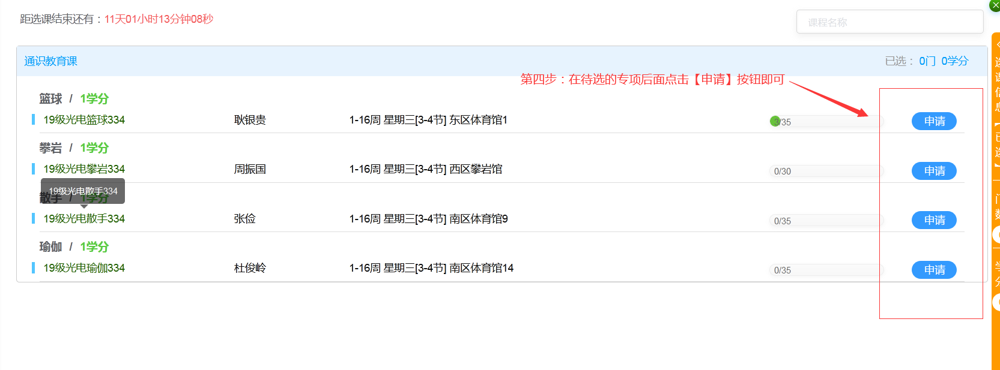 距选课结束还有：11天01小时13分钟08秒
课程名称
通识教育课
已选： 0门 0学分
第四步：在待选的专项后面点击【申请】按钮即可
篮球 / 1学分
19级光电篮球334 耿银贵 1-16周 星期三[3-4节] 东区体育馆1 3/35 申请
攀岩 / 1学分
19级光电攀岩334 周振国 1-16周 星期三[3-4节] 西区攀岩馆 0/30 申请
19级光电散手334
散手 / 1学分
19级光电散手334 张俭 1-16周 星期三[3-4节] 南区体育馆9 0/35 申请
瑜伽 / 1学分
19级光电瑜伽334 杜俊岭 1-16周 星期三[3-4节] 南区体育馆14 0/35 申请